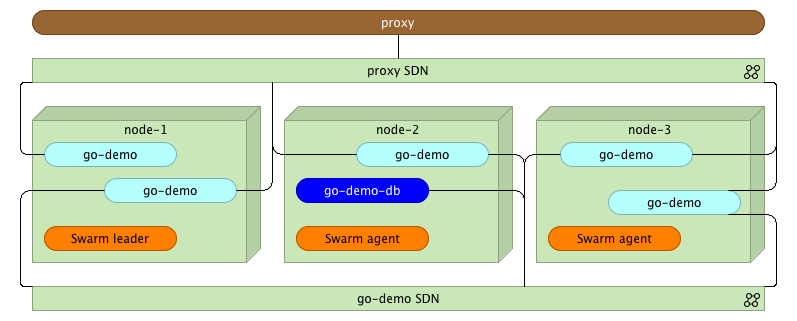 proxy
proxy SDN
node-1
node-2
node-3
go-demo
go-demo
go-demo
go-demo
go-demo-db
go-demo
Swarm leader
Swarm agent
Swarm agent
go-demo SDN